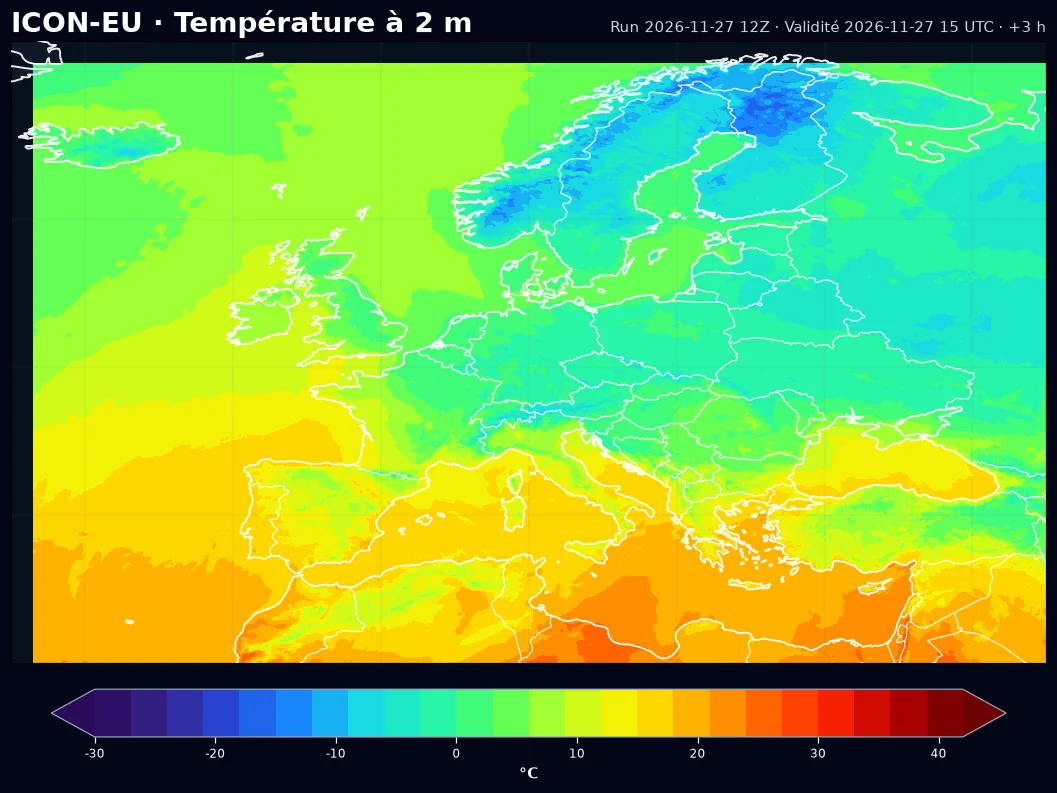 ICON-EU · Température à 2 m
Run 2026-11-27 12Z · Validité 2026-11-27 15 UTC · +3 h
-30 -20 -10 0 10 20 30 40
°C